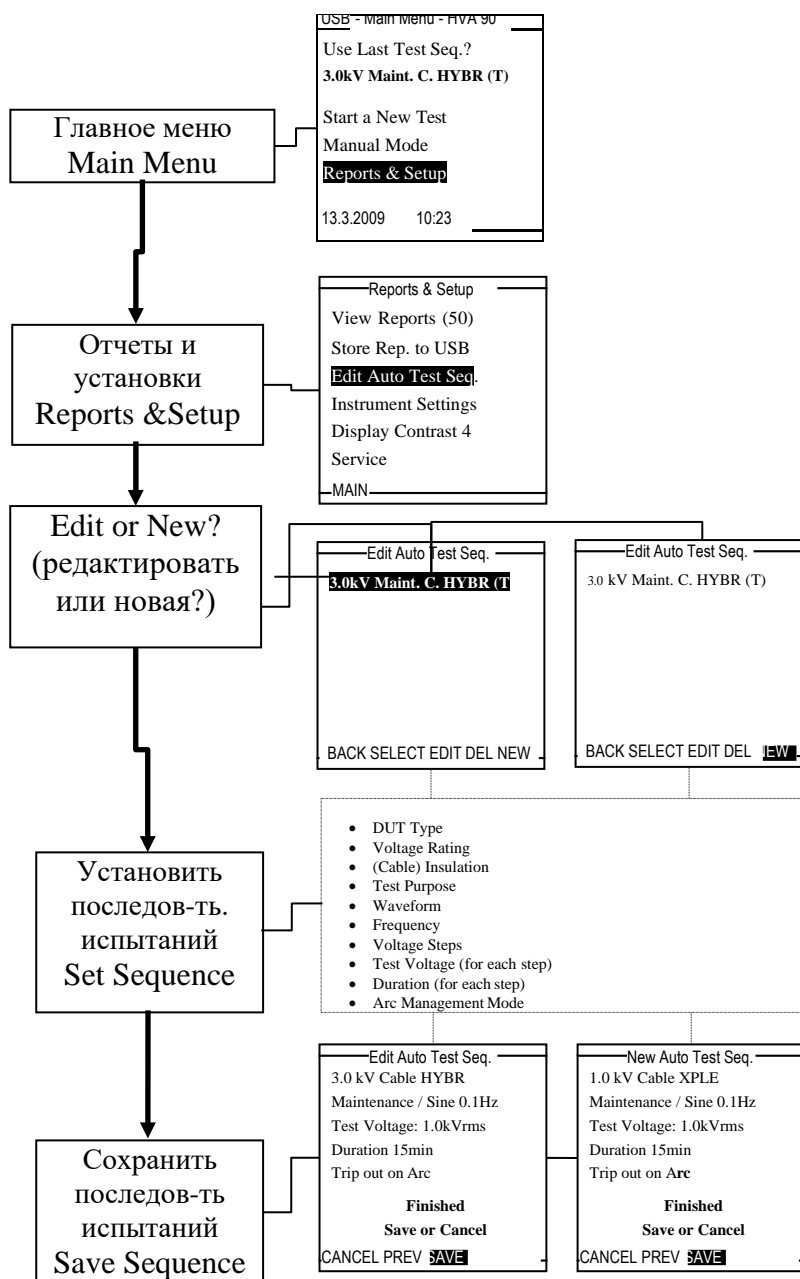 USB - Main Menu - HVA 90
Use Last Test Seq.?
3.0kV Maint. C. HYBR (T)
Start a New Test
Manual Mode
Reports & Setup
13.3.2009 10:23
Главное меню
Main Menu
Reports & Setup
View Reports (50)
Store Rep. to USB
Edit Auto Test Seq.
Instrument Settings
Display Contrast 4
Service
MAIN
Отчеты и
установки
Reports &Setup
Edit or New?
(редактировать
или новая?)
Edit Auto Test Seq.
3.0kV Maint. C. HYBR (T
BACK SELECT EDIT DEL NEW
Edit Auto Test Seq.
3.0 kV Maint. C. HYBR (T)
BACK SELECT EDIT DEL IEW
Установить
последов-ть.
испытаний
Set Sequence
• DUT Type
• Voltage Rating
• (Cable) Insulation
• Test Purpose
• Waveform
• Frequency
• Voltage Steps
• Test Voltage (for each step)
• Duration (for each step)
• Arc Management Mode
Сохранить
последов-ть
испытаний
Save Sequence
Edit Auto Test Seq.
3.0 kV Cable HYBR
Maintenance / Sine 0.1Hz
Test Voltage: 1.0kVrms
Duration 15min
Trip out on Arc
Finished
Save or Cancel
CANCEL PREV SAVE
New Auto Test Seq.
1.0 kV Cable XPLE
Maintenance / Sine 0.1Hz
Test Voltage: 1.0kVrms
Duration 15min
Trip out on Arc
Finished
Save or Cancel
CANCEL PREV SAVE